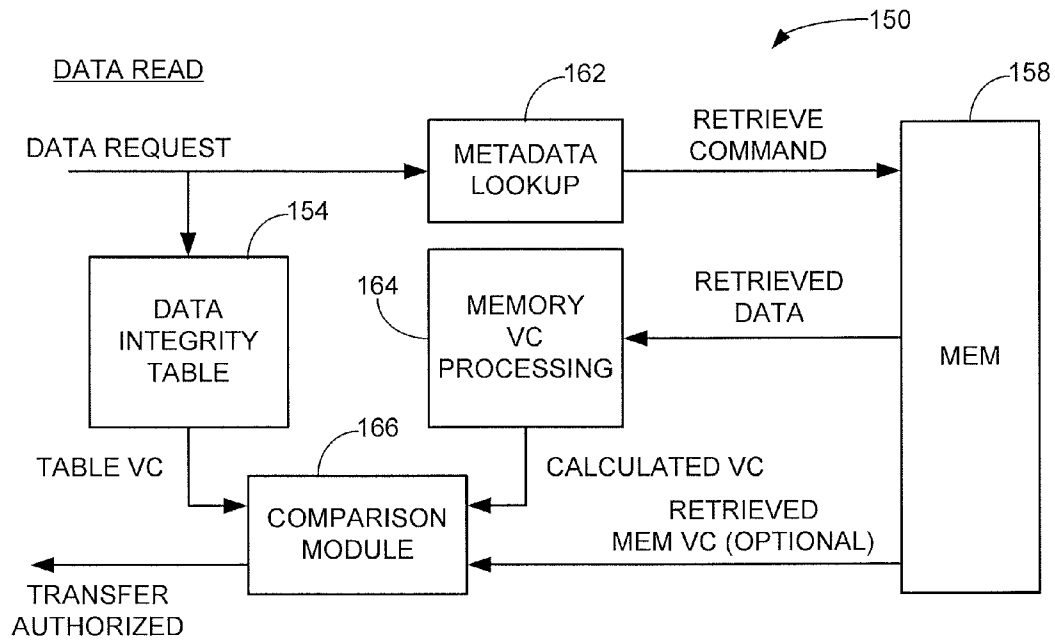 150
DATA READ
162
158
DATA REQUEST
METADATA
LOOKUP
RETRIEVE
COMMAND
154
DATA
INTEGRITY
TABLE
164
MEMORY
VC
PROCESSING
RETRIEVED
DATA
MEM
166
TABLE VC
CALCULATED VC
COMPARISON
MODULE
RETRIEVED
MEM VC (OPTIONAL)
TRANSFER
AUTHORIZED